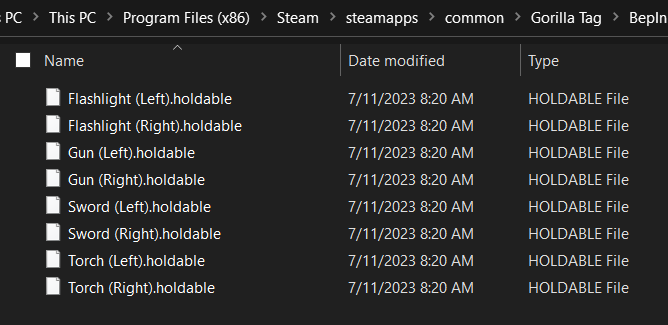 PC > This PC > Program Files (x86) > Steam > steamapps > common > Gorilla Tag > BepIn
Name Date modified Type
Flashlight (Left).holdable 7/11/2023 8:20 AM HOLDABLE File
Flashlight (Right).holdable 7/11/2023 8:20 AM HOLDABLE File
Gun (Left).holdable 7/11/2023 8:20 AM HOLDABLE File
Gun (Right).holdable 7/11/2023 8:20 AM HOLDABLE File
Sword (Left).holdable 7/11/2023 8:20 AM HOLDABLE File
Sword (Right).holdable 7/11/2023 8:20 AM HOLDABLE File
Torch (Left).holdable 7/11/2023 8:20 AM HOLDABLE File
Torch (Right).holdable 7/11/2023 8:20 AM HOLDABLE File